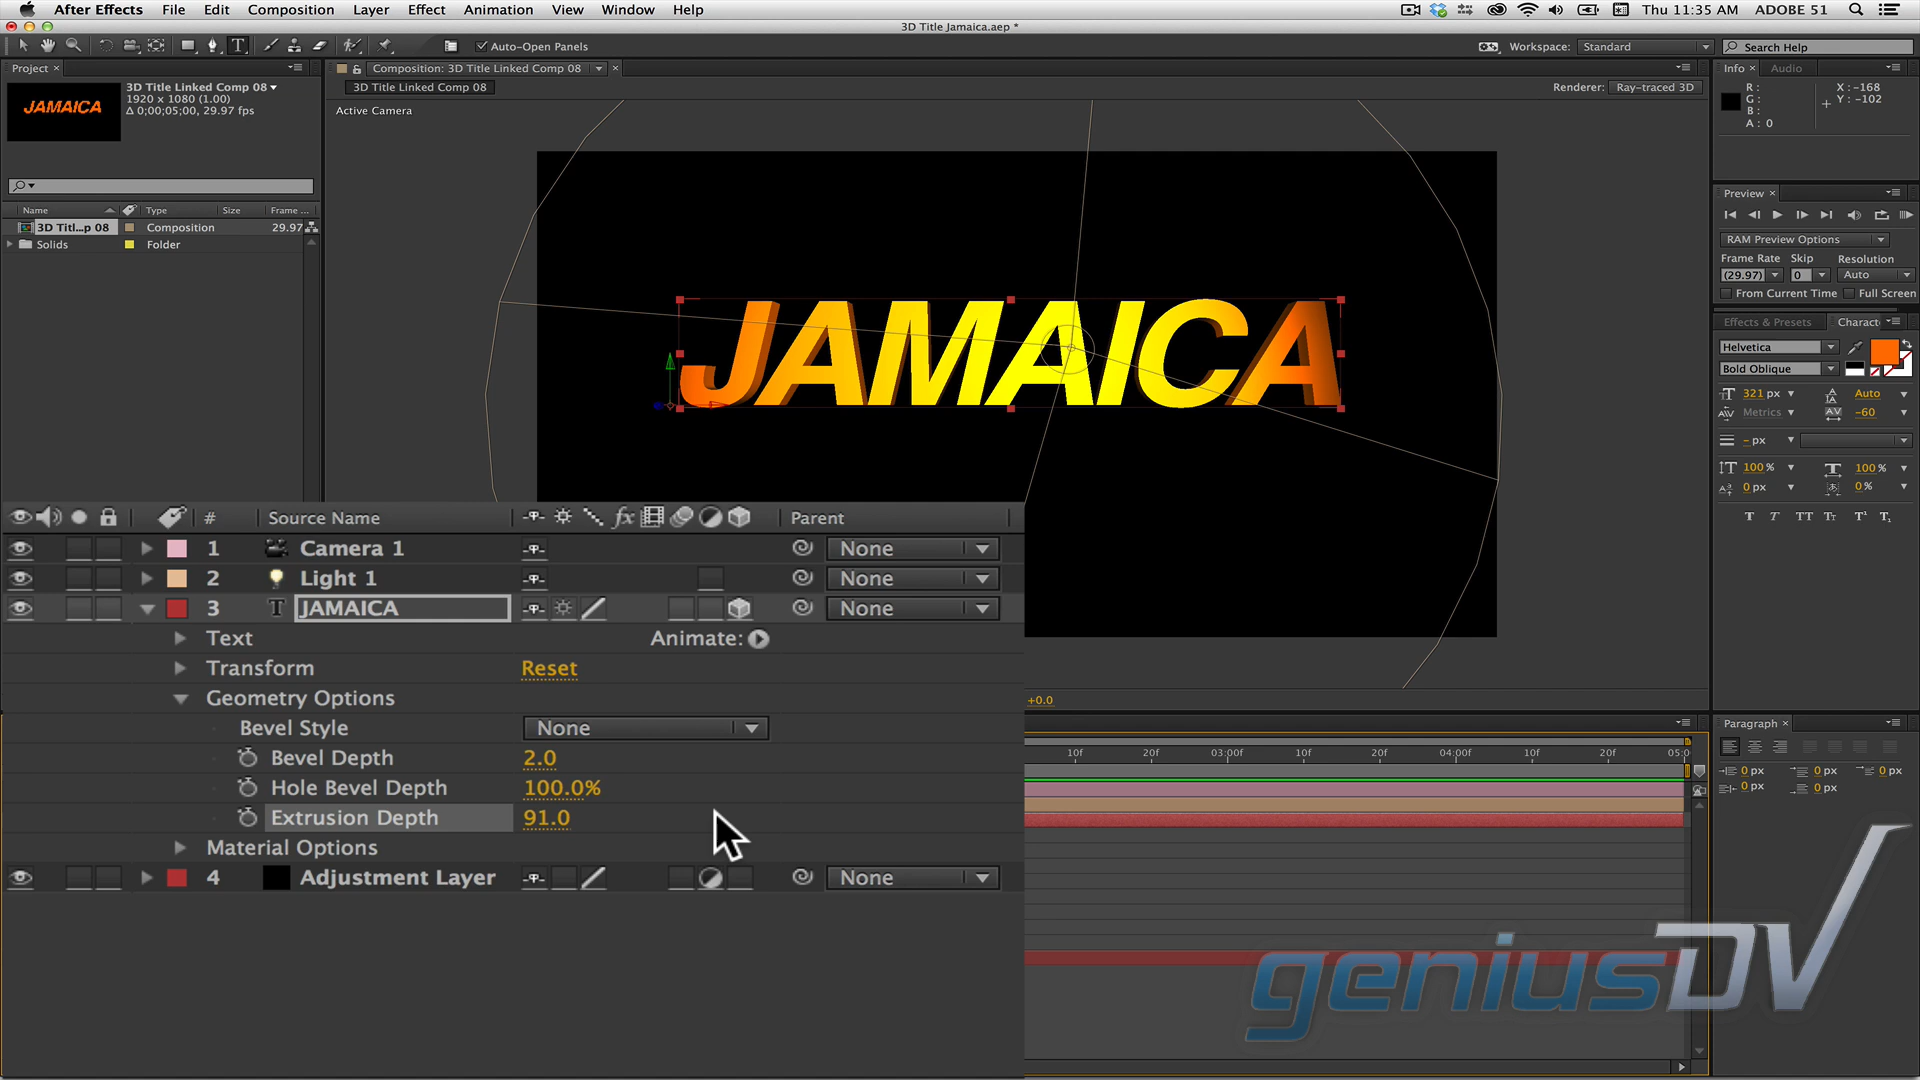 After Effects File Edit Composition Layer Effect Animation View Window Help Thu 11:35 AM ADOBE 51
3D Title Jamaica.aep *
T Auto-Open Panels Workspace: Standard Search Help
Project × Composition: 3D Title Linked Comp 08 × Info × Audio
3D Title Linked Comp 08
1920 x 1080 (1.00)
Δ 0;00;05;00, 29.97 fps
JAMAICA
3D Title Linked Comp 08 Renderer: Ray-traced 3D
Active Camera
R:
G:
B:
A: 0
X: -168
Y: -102
Preview ×
RAM Preview Options
Frame Rate Skip Resolution
(29.97) 0 Auto
From Current Time Full Screen
Name Type Size Frame ...
3D Titl...p 08 Composition 29.97
Solids Folder
JAMAICA
Effects & Presets Charact
Helvetica
Bold Oblique
321 px Auto
Metrics -60
- px
100 % 100 %
0 px 0 %
T T TT Tt T¹ T₁
# Source Name fx Parent
1 Camera 1 None
2 Light 1 None
3 T JAMAICA None
Text Animate:
Transform Reset
Geometry Options
Bevel Style None
Bevel Depth 2.0
Hole Bevel Depth 100.0%
Extrusion Depth 91.0
Material Options
4 Adjustment Layer None
+0.0
10f 20f 03:00f 10f 20f 04:00f 10f 20f 05:0
Paragraph ×
0 px 0 px 0 px
0 px 0 px
geniusDV